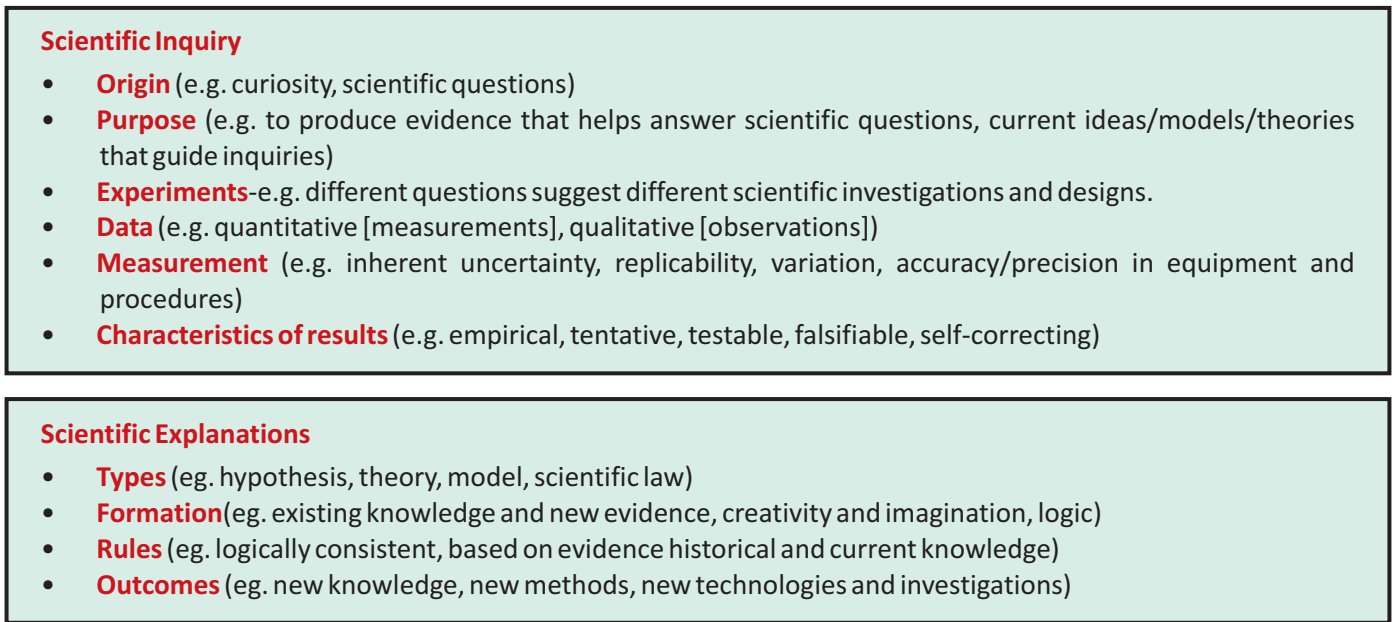 Scientific Inquiry
• Origin (e.g. curiosity, scientific questions)
• Purpose (e.g. to produce evidence that helps answer scientific questions, current ideas/models/theories
that guide inquiries)
• Experiments-e.g. different questions suggest different scientific investigations and designs.
• Data (e.g. quantitative [measurements], qualitative [observations])
• Measurement (e.g. inherent uncertainty, replicability, variation, accuracy/precision in equipment and
procedures)
• Characteristics of results (e.g. empirical, tentative, testable, falsifiable, self-correcting)
Scientific Explanations
• Types (eg. hypothesis, theory, model, scientific law)
• Formation(eg. existing knowledge and new evidence, creativity and imagination, logic)
• Rules (eg. logically consistent, based on evidence historical and current knowledge)
• Outcomes (eg. new knowledge, new methods, new technologies and investigations)